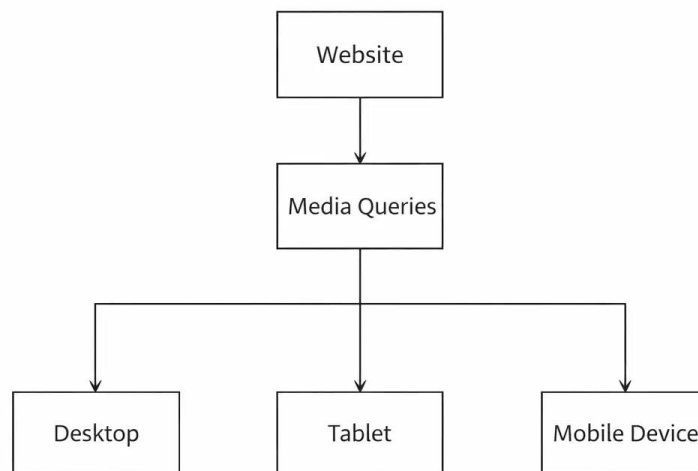 Website
Media Queries
Desktop
Tablet
Mobile Device